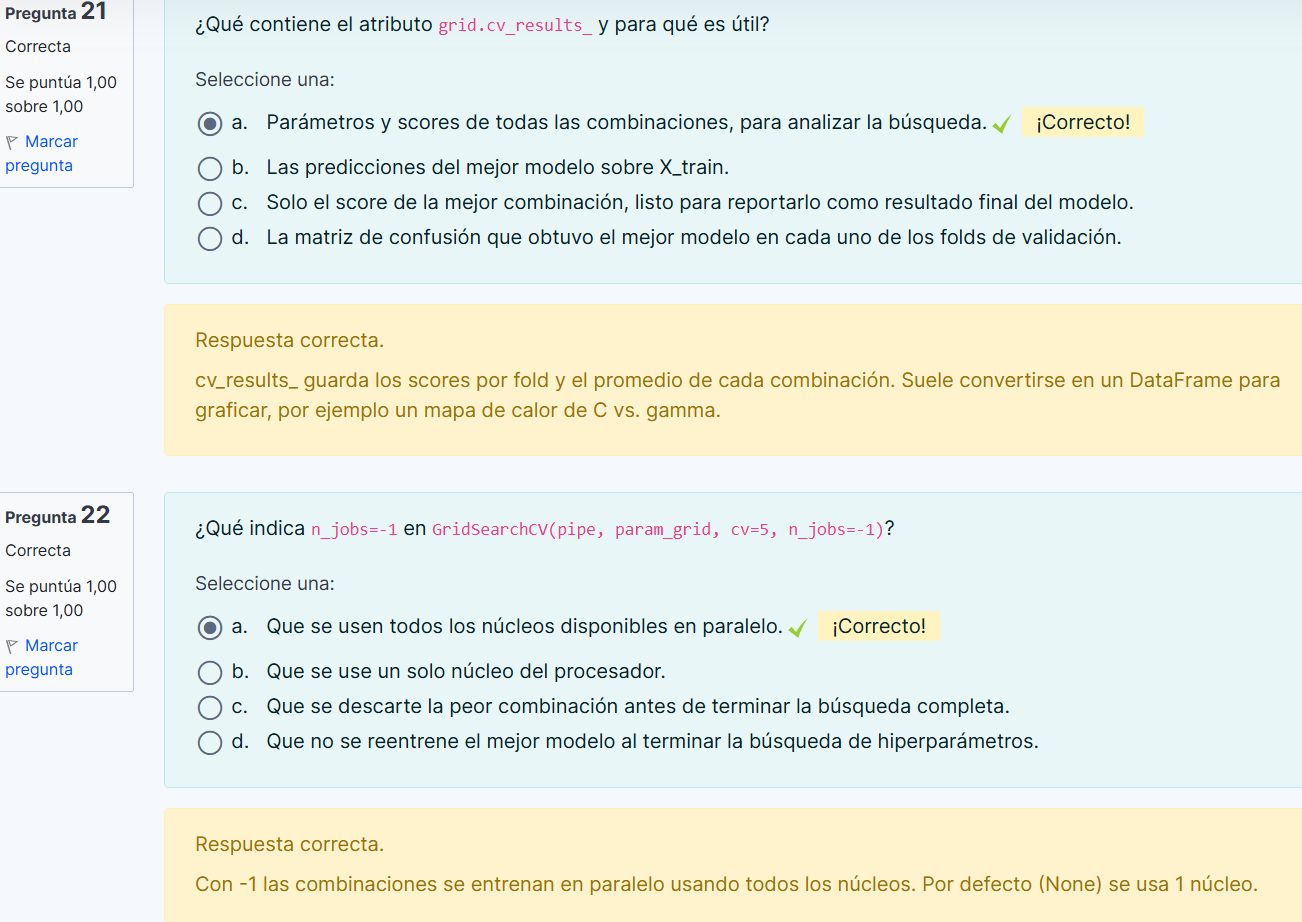 Pregunta 21
Correcta
Se puntúa 1,00
sobre 1,00
Marcar
pregunta
¿Qué contiene el atributo grid.cv_results_ y para qué es útil?
Seleccione una:
a. Parámetros y scores de todas las combinaciones, para analizar la búsqueda. ¡Correcto!
b. Las predicciones del mejor modelo sobre X_train.
c. Solo el score de la mejor combinación, listo para reportarlo como resultado final del modelo.
d. La matriz de confusión que obtuvo el mejor modelo en cada uno de los folds de validación.
Respuesta correcta.
cv_results_ guarda los scores por fold y el promedio de cada combinación. Suele convertirse en un DataFrame para
graficar, por ejemplo un mapa de calor de C vs. gamma.
Pregunta 22
Correcta
Se puntúa 1,00
sobre 1,00
Marcar
pregunta
¿Qué indica n_jobs=-1 en GridSearchCV(pipe, param_grid, cv=5, n_jobs=-1)?
Seleccione una:
a. Que se usen todos los núcleos disponibles en paralelo. ¡Correcto!
b. Que se use un solo núcleo del procesador.
c. Que se descarte la peor combinación antes de terminar la búsqueda completa.
d. Que no se reentrene el mejor modelo al terminar la búsqueda de hiperparámetros.
Respuesta correcta.
Con -1 las combinaciones se entrenan en paralelo usando todos los núcleos. Por defecto (None) se usa 1 núcleo.